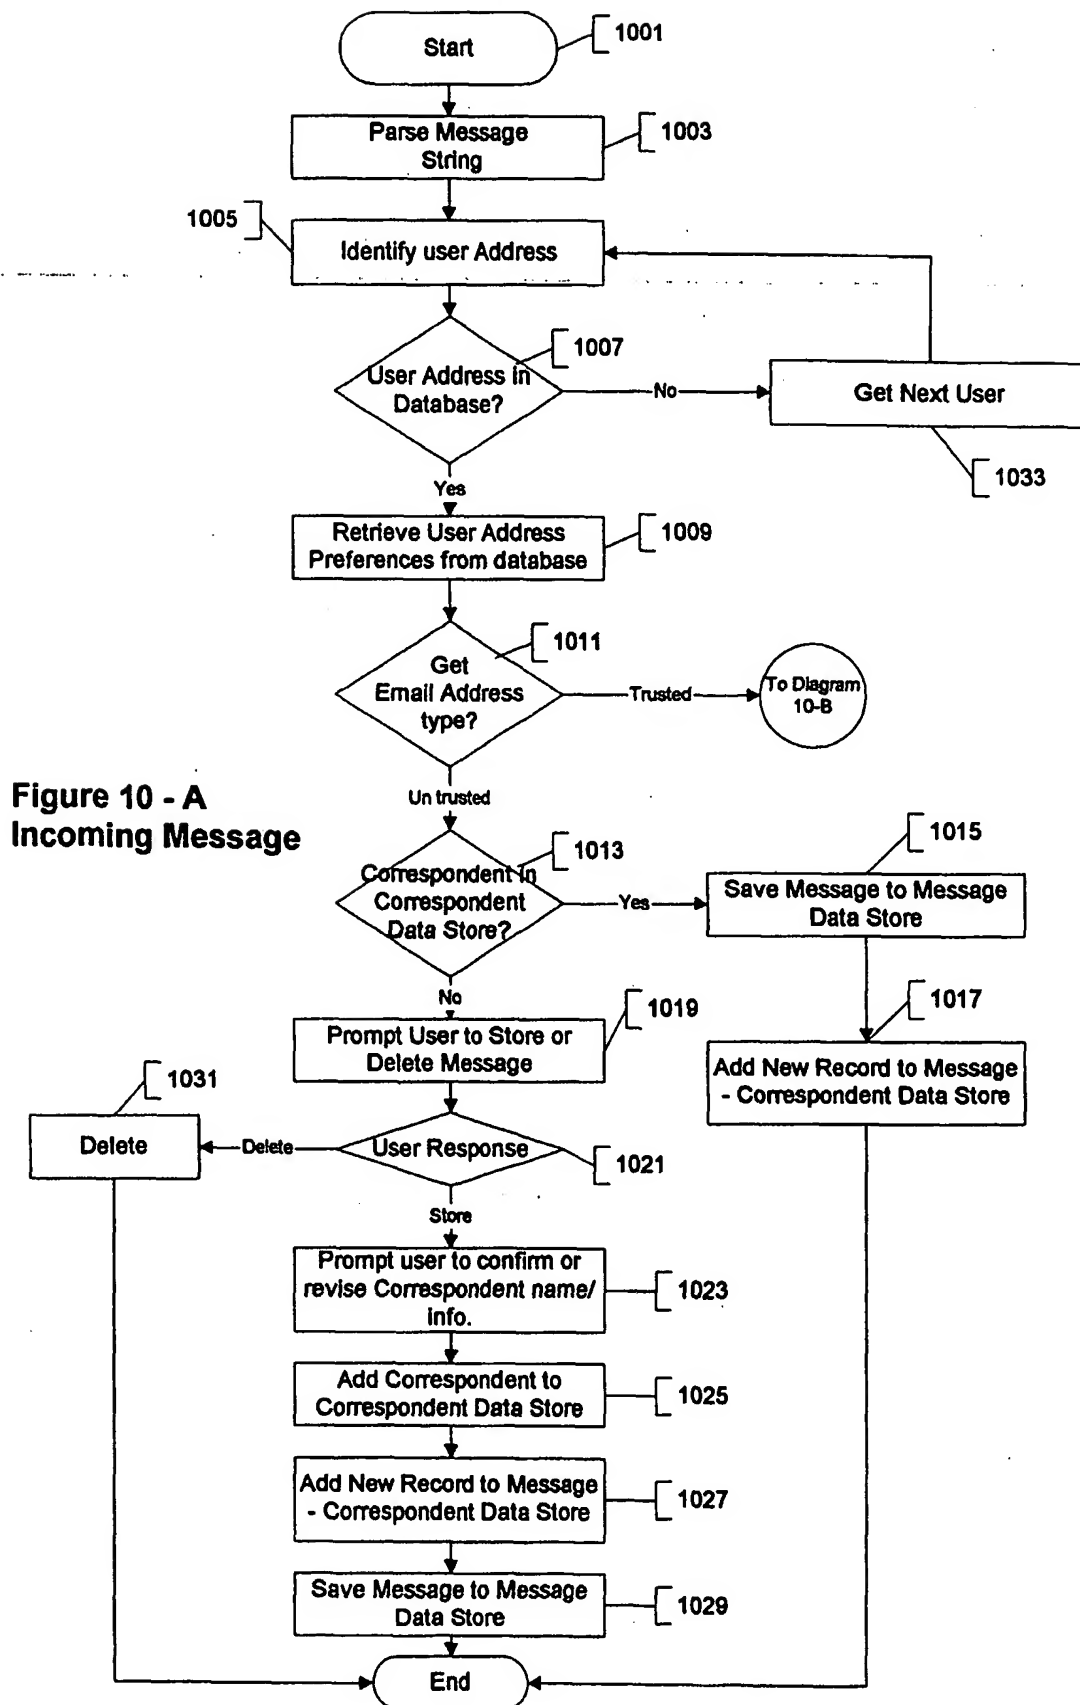 Start
1001
Parse Message
String
1003
1005
Identify user Address
1007
User Address in
Database?
No
Get Next User
1033
Yes
Retrieve User Address
Preferences from database
1009
1011
Get
Email Address
type?
Trusted
To Diagram
10-B
Figure 10 - A
Incoming Message
Un trusted
1013
Correspondent in
Correspondent
Data Store?
Yes
1015
Save Message to Message
Data Store
No
1017
Add New Record to Message
- Correspondent Data Store
1019
Prompt User to Store or
Delete Message
1031
Delete
Delete
User Response
1021
Store
Prompt user to confirm or
revise Correspondent name/
info.
1023
Add Correspondent to
Correspondent Data Store
1025
Add New Record to Message
- Correspondent Data Store
1027
Save Message to Message
Data Store
1029
End